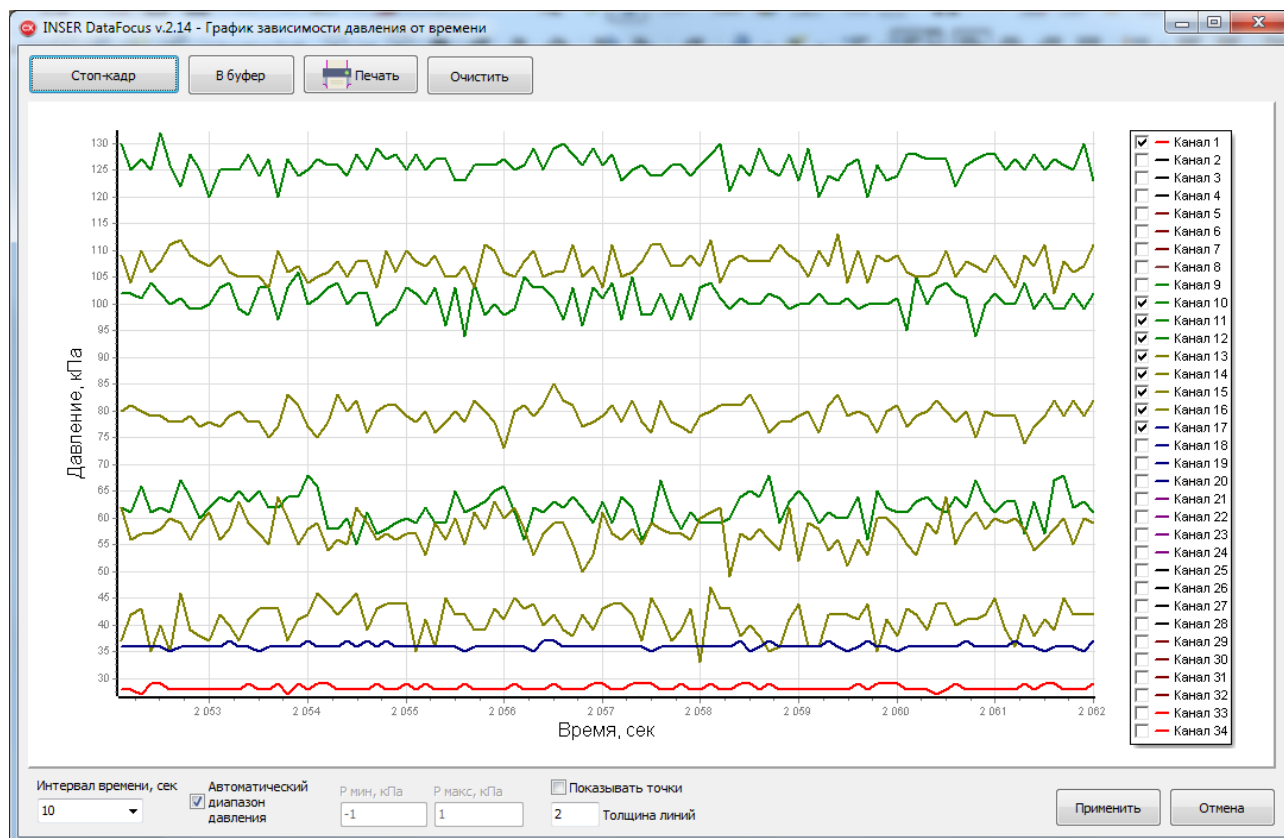 INSER DataFocus v.2.14 - График зависимости давления от времени
Стоп-кадр
В буфер
Печать
Очистить
130
125
120
115
110
105
100
95
90
85
80
75
70
65
60
55
50
45
40
35
30
Давление, кПа
2 053
2 054
2 055
2 056
2 057
2 058
2 059
2 060
2 061
2 062
Время, сек
Канал 1
Канал 2
Канал 3
Канал 4
Канал 5
Канал 6
Канал 7
Канал 8
Канал 9
Канал 10
Канал 11
Канал 12
Канал 13
Канал 14
Канал 15
Канал 16
Канал 17
Канал 18
Канал 19
Канал 20
Канал 21
Канал 22
Канал 23
Канал 24
Канал 25
Канал 26
Канал 27
Канал 28
Канал 29
Канал 30
Канал 31
Канал 32
Канал 33
Канал 34
Интервал времени, сек
10
Автоматический
диапазон
давления
P мин, кПа
-1
P макс, кПа
1
Показывать точки
2
Толщина линий
Применить
Отмена